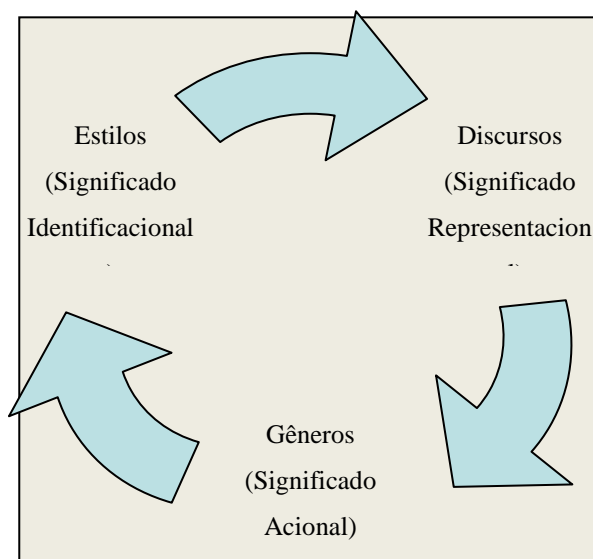 Estilos
(Significado
Identificacional
Discursos
(Significado
Representacion
Gêneros
(Significado
Acional)